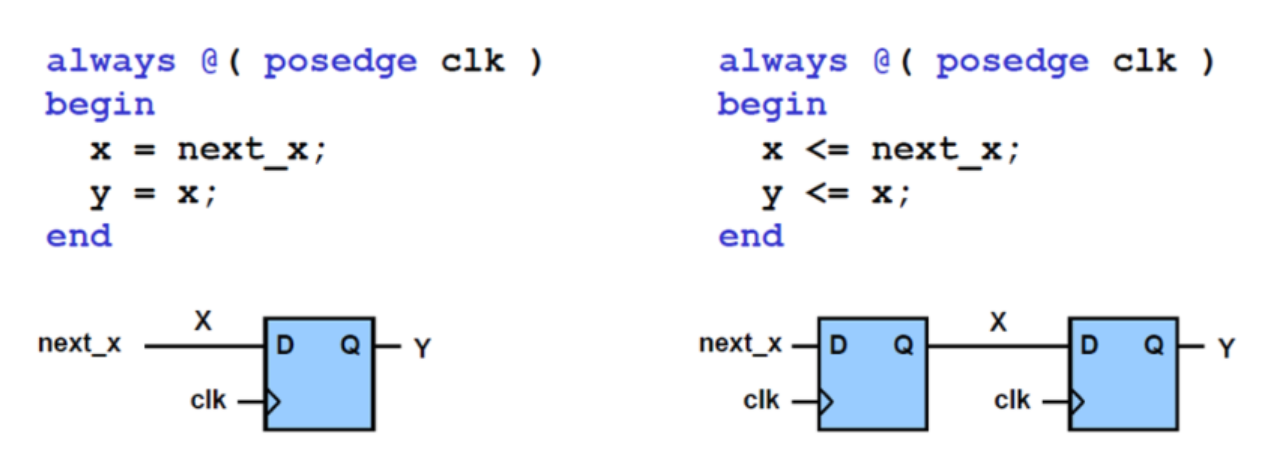 always @( posedge clk )
begin
x = next_x;
y = x;
end
X
next_x
D Q
Y
clk
always @( posedge clk )
begin
x <= next_x;
y <= x;
end
X
next_x
D Q
D Q
Y
clk
clk